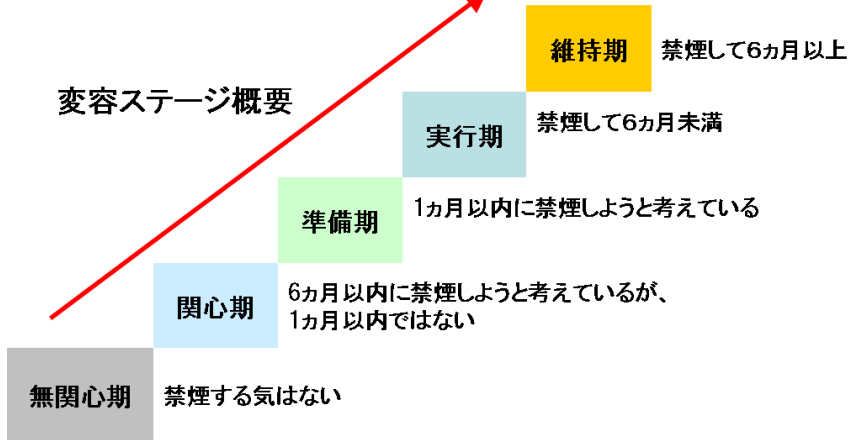 維持期 禁煙して6ヵ月以上
変容ステージ概要
実行期 禁煙して6ヵ月未満
準備期 1ヵ月以内に禁煙しようと考えている
関心期 6ヵ月以内に禁煙しようと考えているが、
1ヵ月以内ではない
無関心期 禁煙する気はない